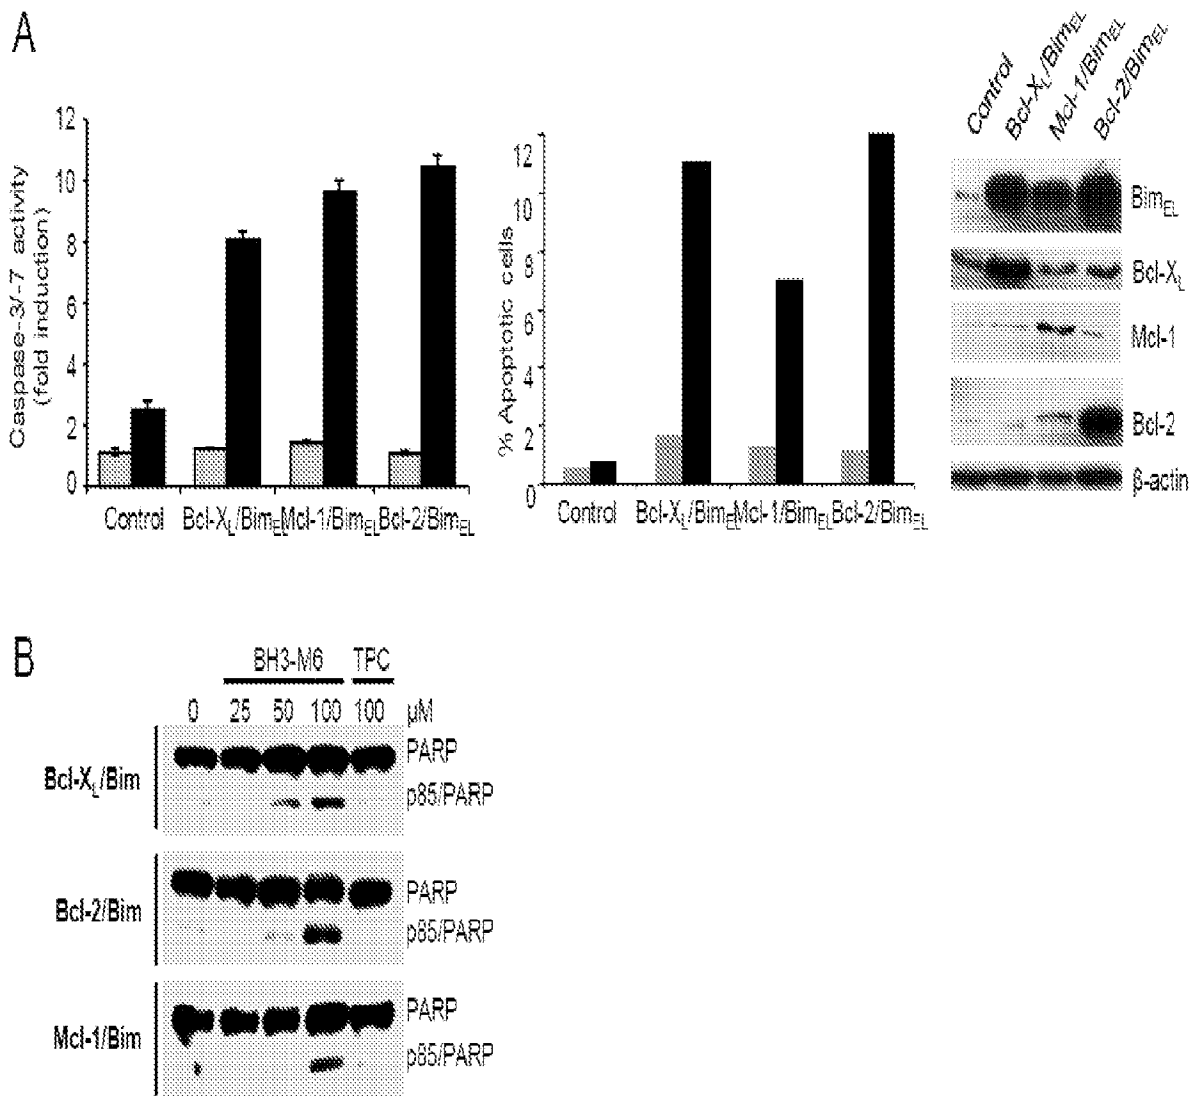 A
Caspase-3/-7 activity
(fold induction)
12
10
8
6
4
2
0
Control
Bcl-XL/BimEL
Mcl-1/BimEL
Bcl-2/BimEL
% Apoptotic cells
12
10
8
6
4
2
0
Control
Bcl-XL/BimEL
Mcl-1/BimEL
Bcl-2/BimEL
Control
Bcl-XL/BimEL
Mcl-1/BimEL
Bcl-2/BimEL
BimEL
Bcl-XL
Mcl-1
Bcl-2
β-actin
B
BH3-M6 TPC
0 25 50 100 100 µM
Bcl-XL/Bim
PARP
p85/PARP
Bcl-2/Bim
PARP
p85/PARP
Mcl-1/Bim
PARP
p85/PARP